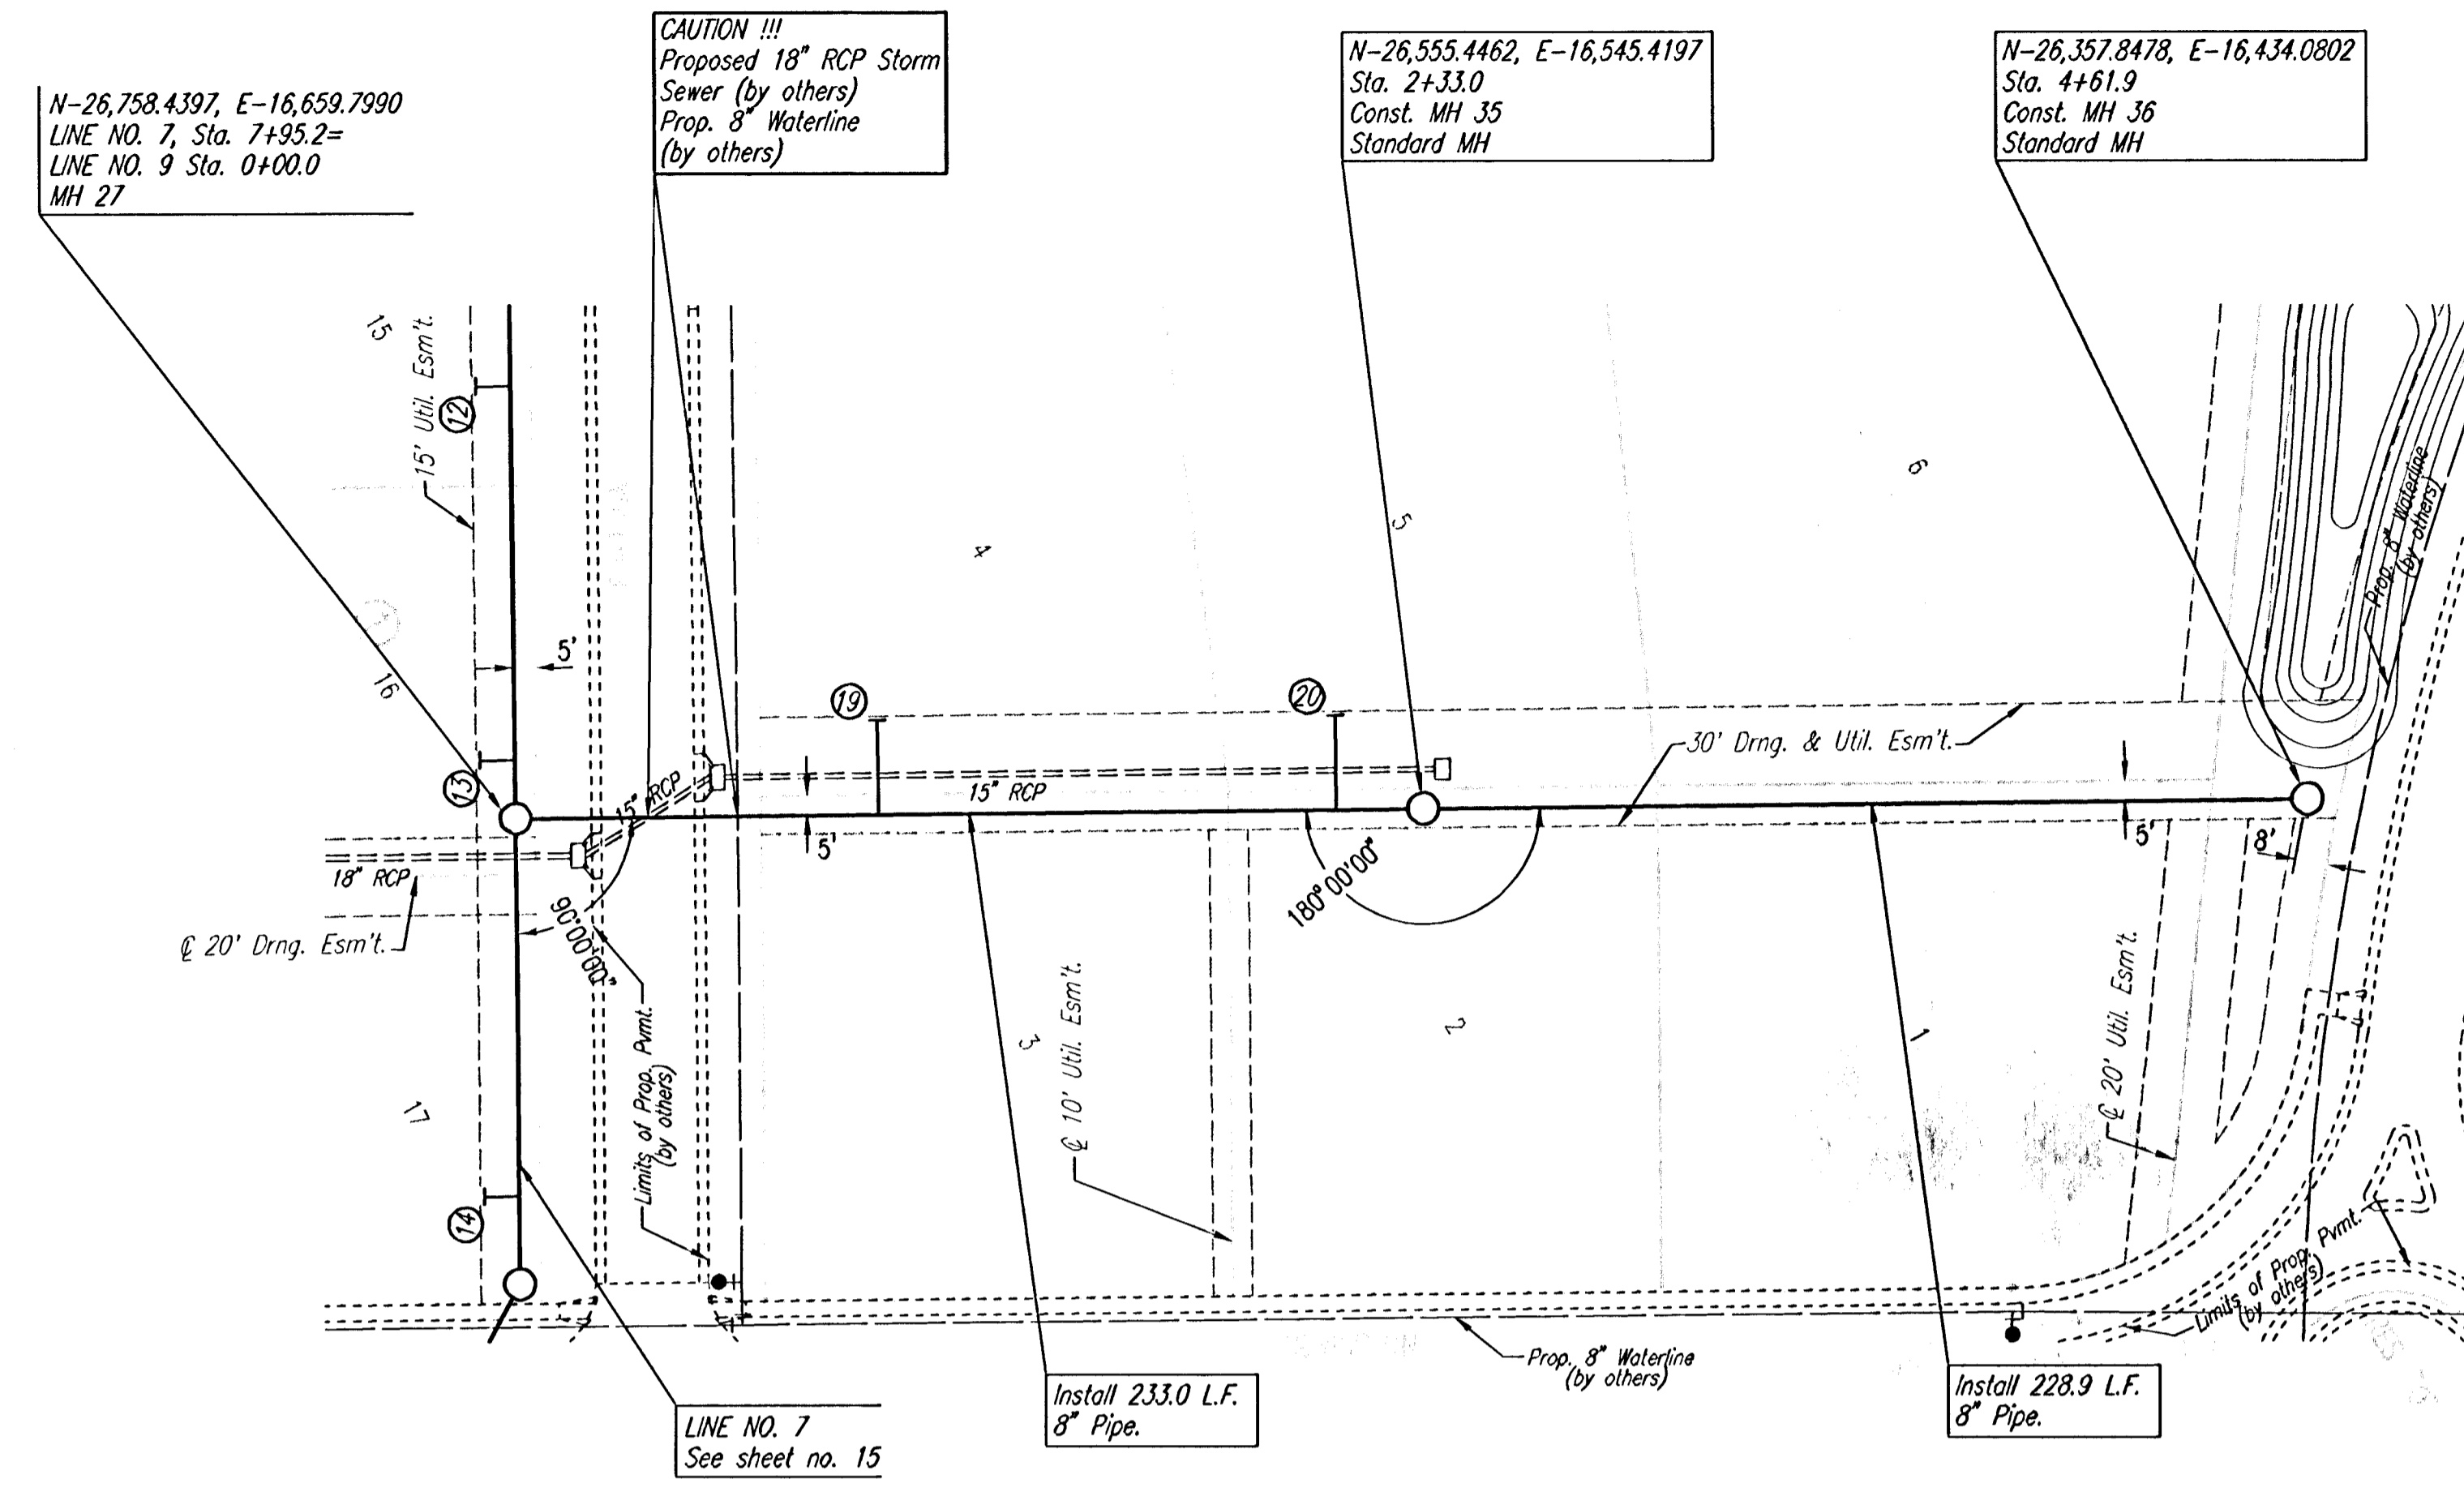 CAUTION !!!
Proposed 18" RCP Storm
Sewer (by others)
Prop. 8" Waterline
(by others)
N-26,758.4397, E-16,659.7990
LINE NO. 7, Sta. 7+95.2=
LINE NO. 9 Sta. 0+00.0
MH 27
N-26,555.4462, E-16,545.4197
Sta. 2+33.0
Const. MH 35
Standard MH
N-26,357.8478, E-16,434.0802
Sta. 4+61.9
Const. MH 36
Standard MH
15
15' Util. Esm't.
12
16
5'
13
4
5
6
Prop. 8" Waterline
(by others)
19
20
30' Drng. & Util. Esm't.
15" RCP
15" RCP
5'
5'
8'
18" RCP
℄ 20' Drng. Esm't.
90°00'00"
180°00'00"
17
14
Limits of Prop. Pvmt.
(by others)
3
℄ 10' Util. Esm't.
2
1
℄ 20' Util. Esm't.
Limits of Prop. Pvmt.
(by others)
Prop. 8" Waterline
(by others)
LINE NO. 7
See sheet no. 15
Install 233.0 L.F.
8" Pipe.
Install 228.9 L.F.
8" Pipe.